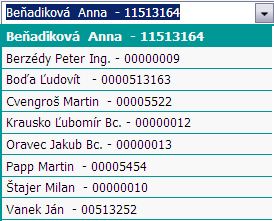 Beňadiková Anna - 11513164
Beňadiková Anna - 11513164
Berzédy Peter Ing. - 00000009
Boďa Ľudovít - 0000513163
Cvengroš Martin - 00005522
Krausko Ľubomír Bc. - 00000012
Oravec Jakub Bc. - 00000013
Papp Martin - 00005454
Štajer Milan - 00000010
Vanek Ján - 00513252